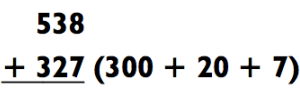 538
+ 327 (300 + 20 + 7)